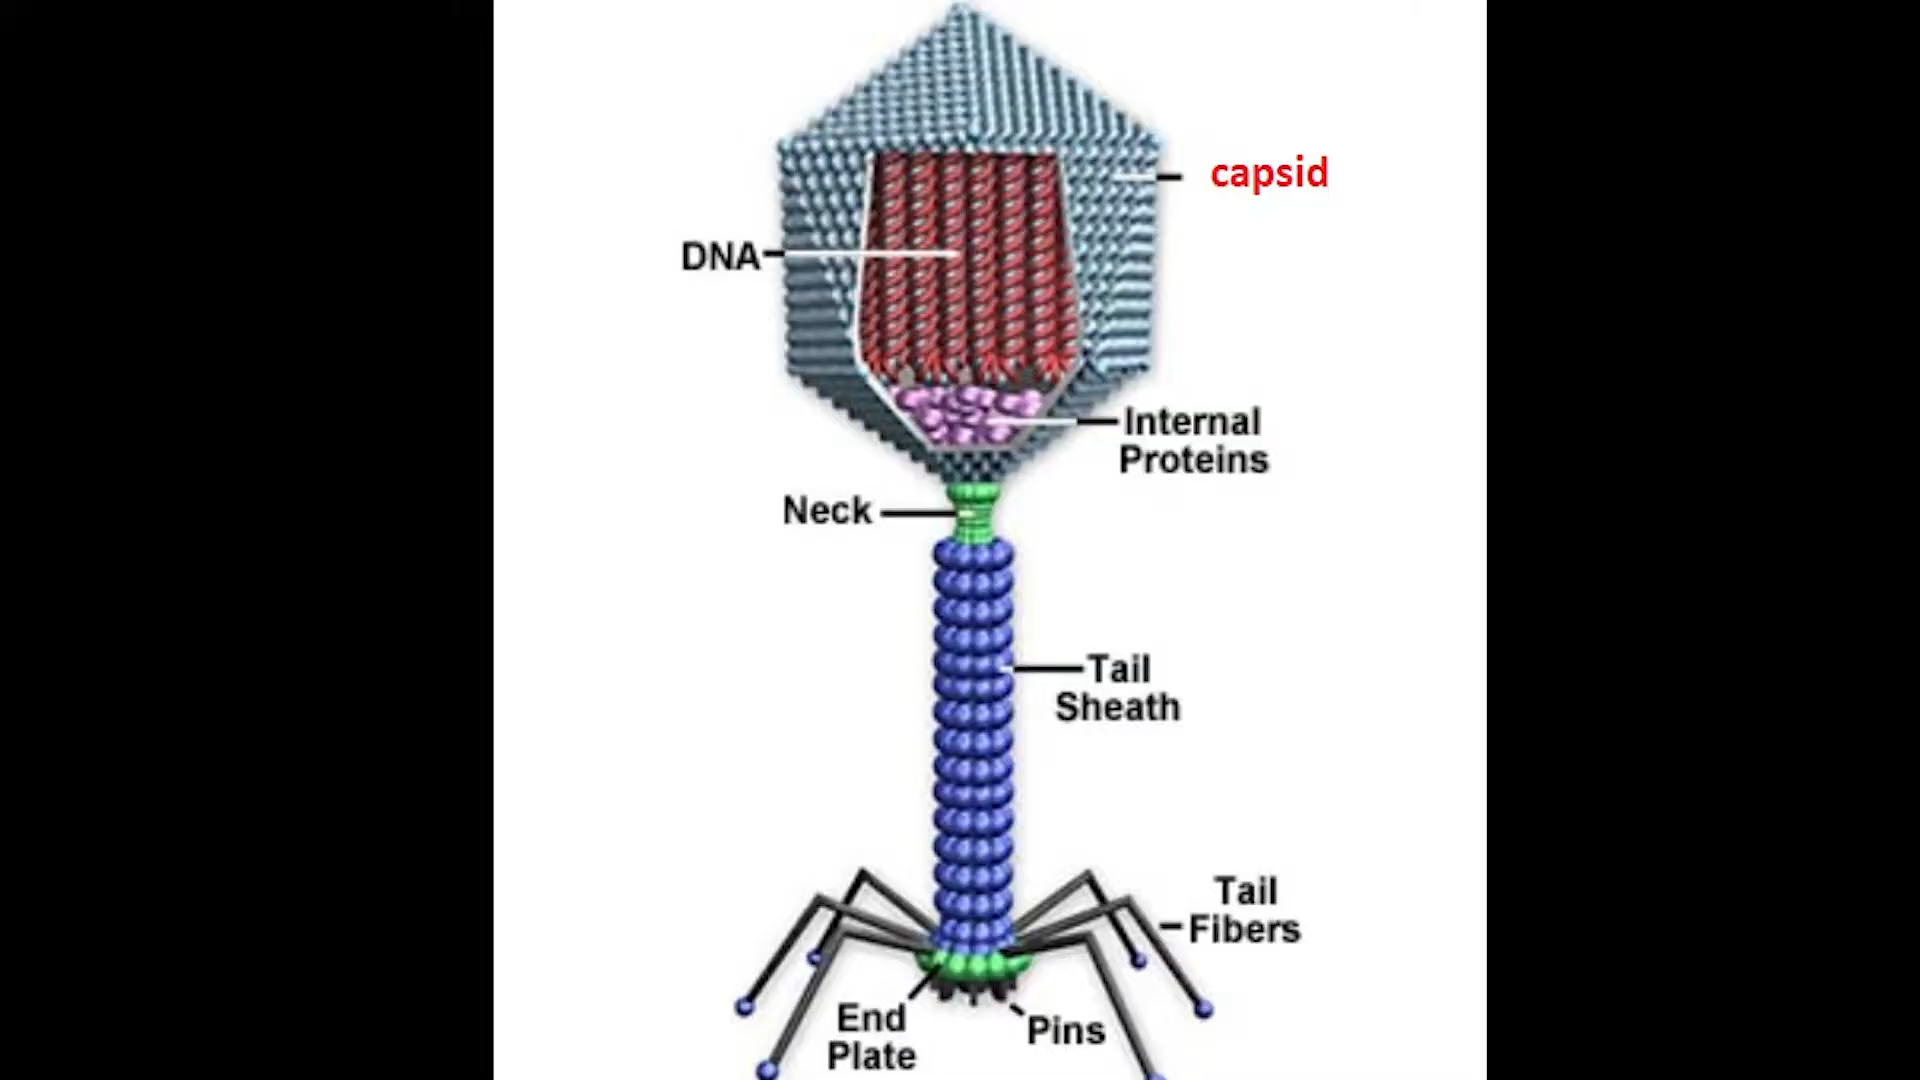 capsid
DNA
Internal
Proteins
Neck
Tail
Sheath
Tail
Fibers
End
Plate
Pins